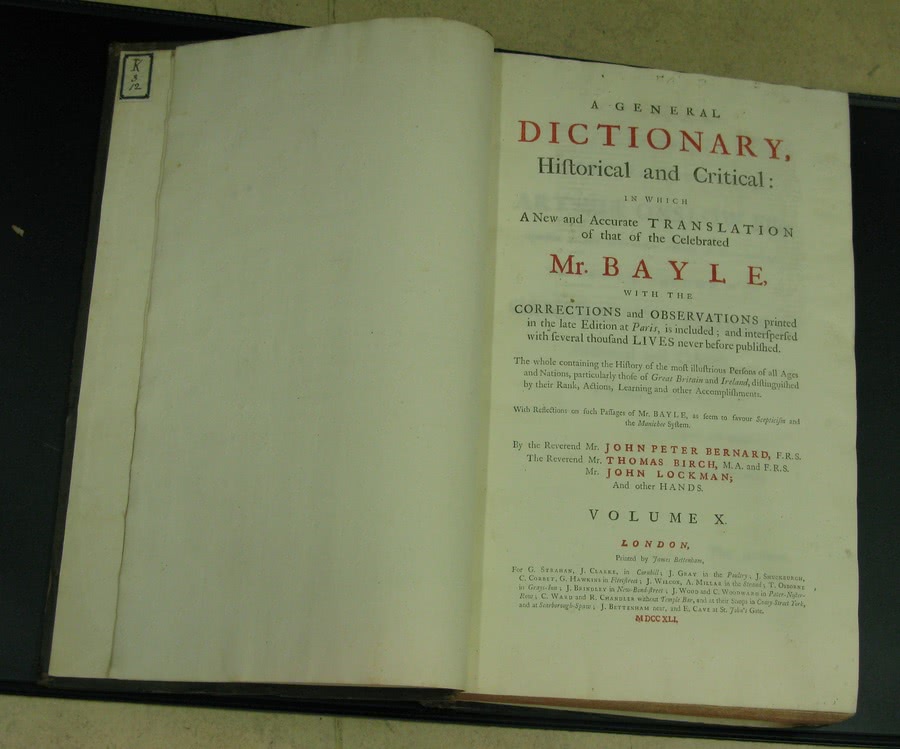 K
3
12
A GENERAL
DICTIONARY,
Hiſtorical and Critical:
IN WHICH
A New and Accurate TRANSLATION
of that of the Celebrated
Mr. BAYLE,
WITH THE
CORRECTIONS and OBSERVATIONS printed
in the late Edition at Paris, is included; and interſperſed
with ſeveral thouſand LIVES never before publiſhed.
The whole containing the Hiſtory of the moſt illuſtrious Perſons of all Ages
and Nations, particularly thoſe of Great Britain and Ireland, diſtinguiſhed
by their Rank, Actions, Learning and other Accompliſhments.
With Reflections on ſuch Paſſages of Mr. BAYLE, as ſeem to favour Scepticiſm and
the Manichee Syſtem.
By the Reverend Mr. JOHN PETER BERNARD, F.R.S.
The Reverend Mr. THOMAS BIRCH, M.A. and F.R.S.
Mr. JOHN LOCKMAN;
And other HANDS.
VOLUME X.
LONDON,
Printed by James Bettenham,
For G. STRAHAN, J. CLARKE, in Cornhill; J. GRAY in the Poultry; J. SHUCKBURGH,
C. CORBET, G. HAWKINS in Fleetſtreet; J. WILCOX, A. MILLAR in the Strand; T. OSBORNE
in Grays-Inn; J. BRINDLEY in New-Bond-Street; J. WOOD and C. WOODWARD in Pater-Noſter-
Row; C. WARD and R. CHANDLER without Temple Bar, and at their Shops in Coney-Street York,
and at Scarborough-Spaw; J. BETTENHAM near, and E. CAVE at St. John's Gate.
MDCCXLI.